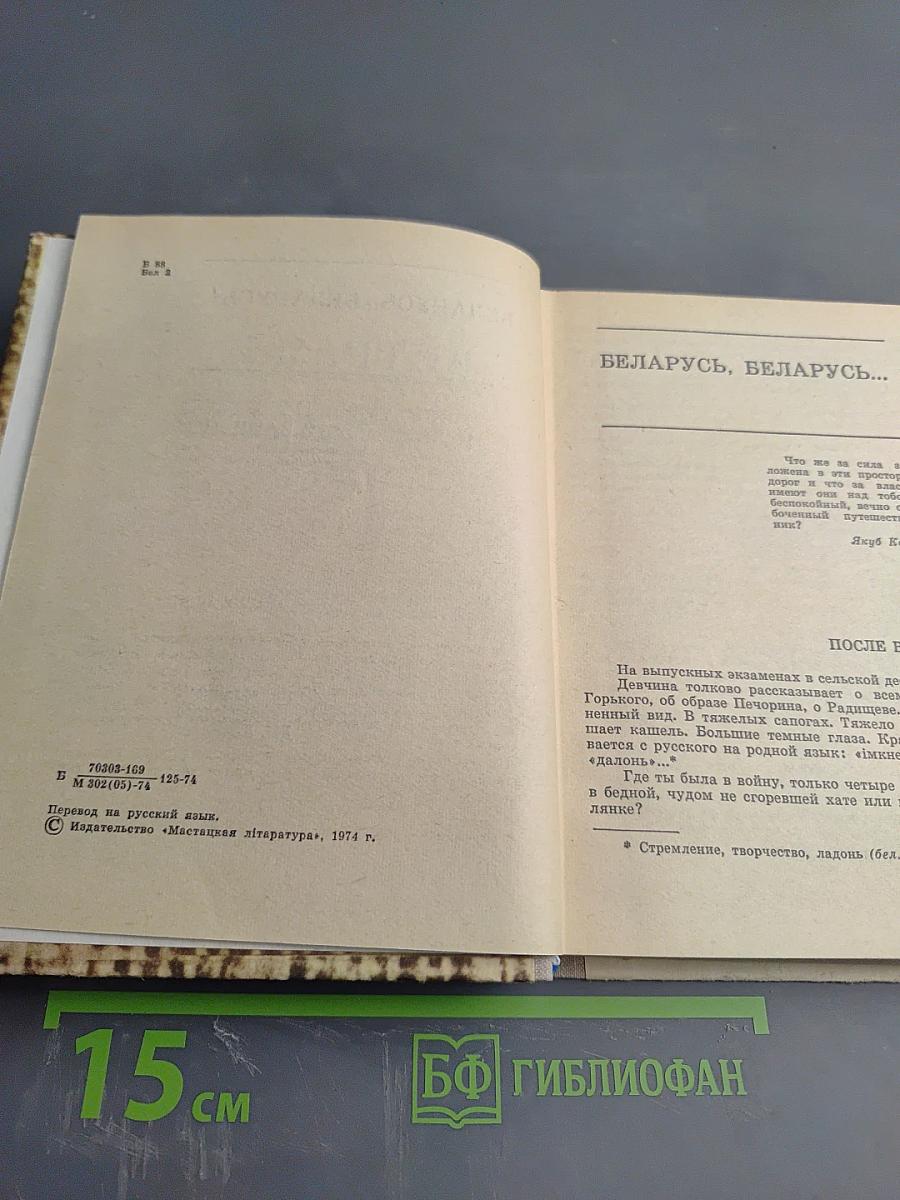 Б 88
Бел 2
70303-169
Б 125-74
М 302(05)-74
Перевод на русский язык.
© Издательство «Мастацкая літаратура», 1974 г.
БЕЛАРУСЬ, БЕЛАРУСЬ...
Что же за сила
ложена в эти простор
дорог и что за влас
имеют они над тобо
беспокойный, вечно
боченный путешест
ник?
Якуб
ПОСЛЕ
На выпускных экзаменах в сельской
Девчина толково рассказывает о всем
Горького, об образе Печорина, о Радищеве.
ненный вид. В тяжелых сапогах. Тяжело
шает кашель. Большие темные глаза.
вается с русского на родной язык: «імкне
«далонь»...*
Где ты была в войну, только четыре
в бедной, чудом не сгоревшей хате или
лянке?
* Стремление, творчество, ладонь (бел.
15 см
БФ ГИБЛИОФАН